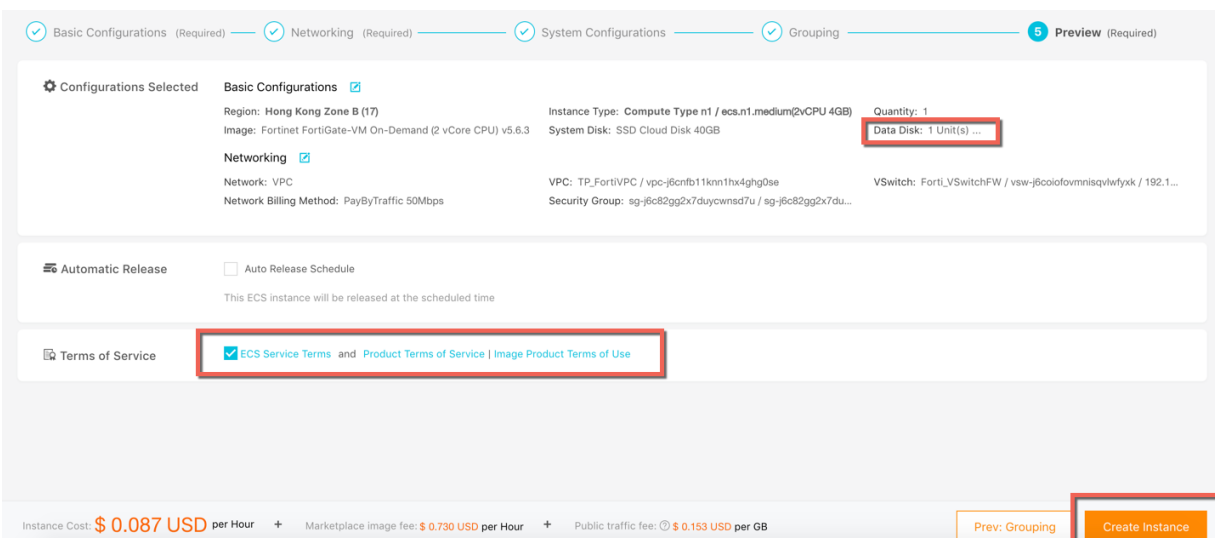 Basic Configurations (Required) Networking (Required) System Configurations Grouping 5 Preview (Required)
Configurations Selected Basic Configurations
Region: Hong Kong Zone B (17) Instance Type: Compute Type n1 / ecs.n1.medium(2vCPU 4GB) Quantity: 1
Image: Fortinet FortiGate-VM On-Demand (2 vCore CPU) v5.6.3 System Disk: SSD Cloud Disk 40GB Data Disk: 1 Unit(s) ...
Networking
Network: VPC VPC: TP_FortiVPC / vpc-j6cnfb11knn1hx4ghg0se VSwitch: Forti_VSwitchFW / vsw-j6coiofovmnisqvlwfyxk / 192.1...
Network Billing Method: PayByTraffic 50Mbps Security Group: sg-j6c82gg2x7duycwnsd7u / sg-j6c82gg2x7du...
Automatic Release Auto Release Schedule
This ECS instance will be released at the scheduled time
Terms of Service ECS Service Terms and Product Terms of Service | Image Product Terms of Use
Instance Cost: $ 0.087 USD per Hour + Marketplace image fee: $ 0.730 USD per Hour + Public traffic fee: ? $ 0.153 USD per GB Prev: Grouping Create Instance